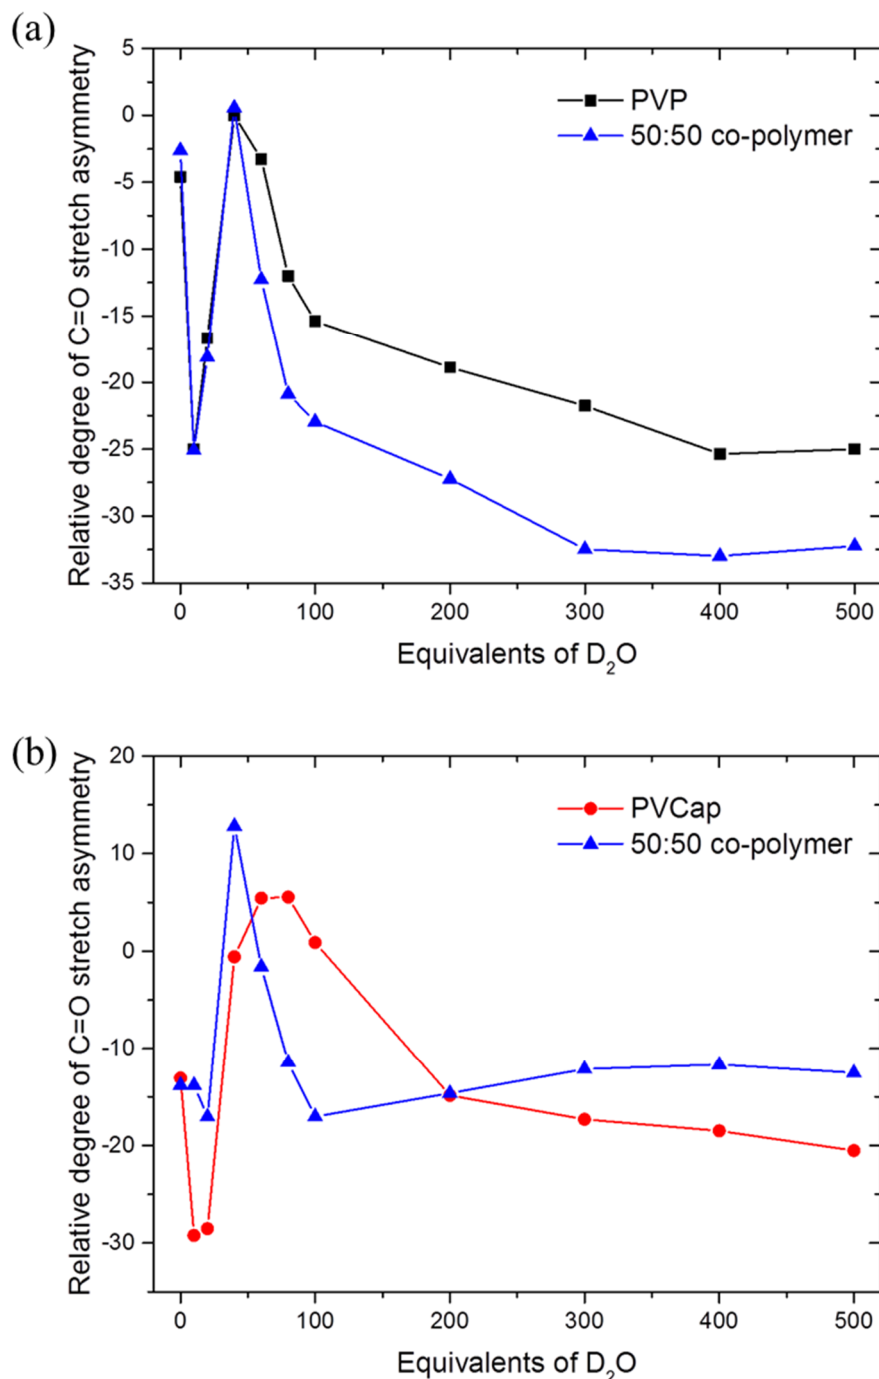 (a)
5
0
-5
-10
-15
-20
-25
-30
-35
Relative degree of C=O stretch asymmetry
PVP
50:50 co-polymer
0 100 200 300 400 500
Equivalents of D₂O
(b)
20
10
0
-10
-20
-30
Relative degree of C=O stretch asymmetry
PVCap
50:50 co-polymer
0 100 200 300 400 500
Equivalents of D₂O